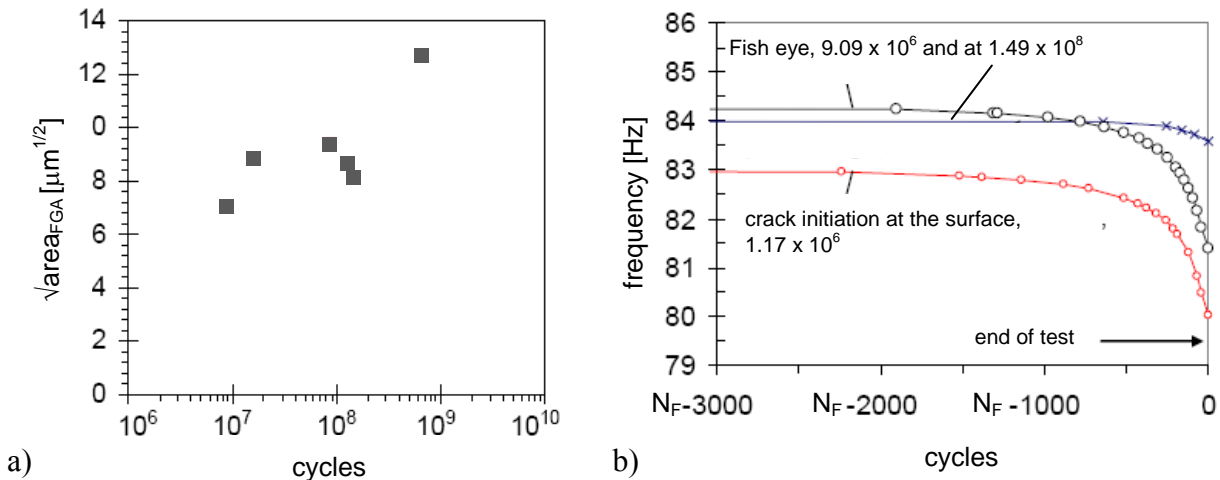 14
12
0
8
6
4
2
0
√area_FGA [μm^1/2]
10^6 10^7 10^8 10^9 10^10
cycles
a)
86
85
84
83
82
81
80
79
frequency [Hz]
Fish eye, 9.09 x 10^6 and at 1.49 x 10^8
crack initiation at the surface,
1.17 x 10^6
,
end of test
N_F-3000 N_F-2000 N_F -1000 0
cycles
b)